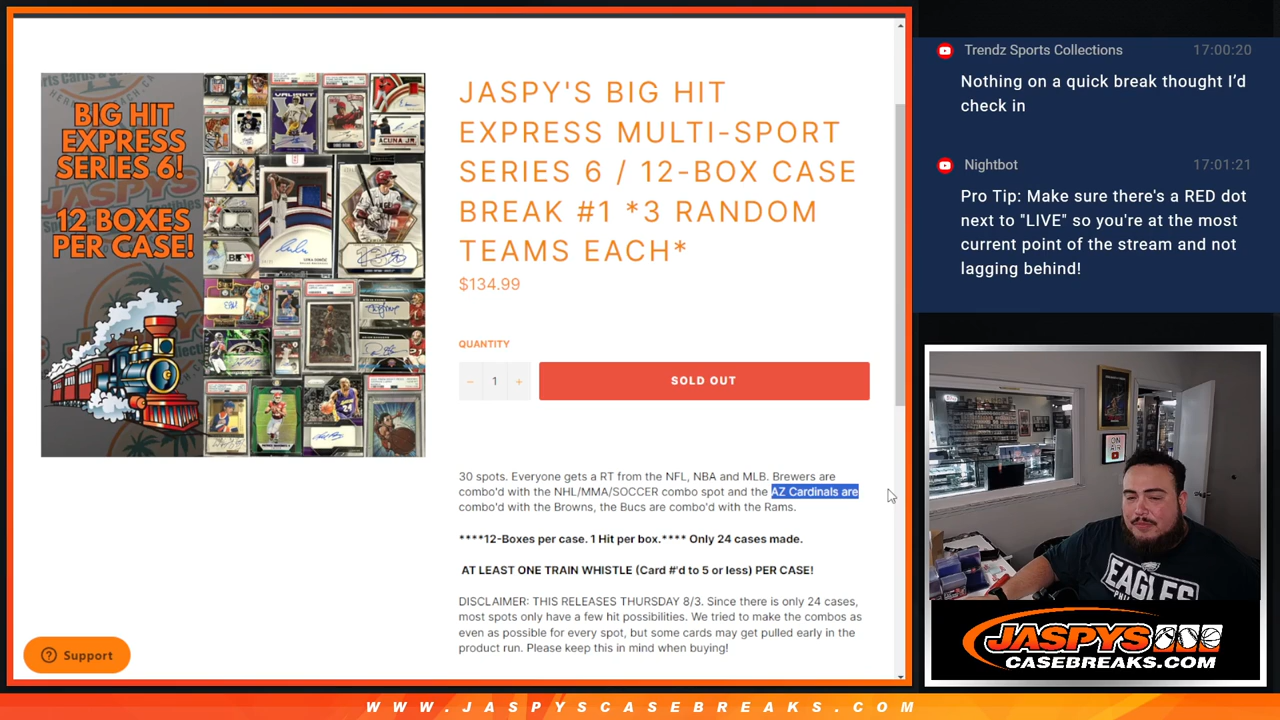 BIG HIT
EXPRESS
SERIES 6!
12 BOXES
PER CASE!
JASPY'S BIG HIT
EXPRESS MULTI-SPORT
SERIES 6 / 12-BOX CASE
BREAK #1 *3 RANDOM
TEAMS EACH*
$134.99
QUANTITY
− 1 +
SOLD OUT
30 spots. Everyone gets a RT from the NFL, NBA and MLB. Brewers are
combo'd with the NHL/MMA/SOCCER combo spot and the AZ Cardinals are
combo'd with the Browns, the Bucs are combo'd with the Rams.
****12-Boxes per case. 1 Hit per box.**** Only 24 cases made.
AT LEAST ONE TRAIN WHISTLE (Card #'d to 5 or less) PER CASE!
DISCLAIMER: THIS RELEASES THURSDAY 8/3. Since there is only 24 cases,
most spots only have a few hit possibilities. We tried to make the combos as
even as possible for every spot, but some cards may get pulled early in the
product run. Please keep this in mind when buying!
Support
Trendz Sports Collections 17:00:20
Nothing on a quick break thought I'd
check in
Nightbot 17:01:21
Pro Tip: Make sure there's a RED dot
next to "LIVE" so you're at the most
current point of the stream and not
lagging behind!
ON
AIR
EAGLES
JASPYS
CASEBREAKS.COM
WWW.JASPYSCASEBREAKS.COM